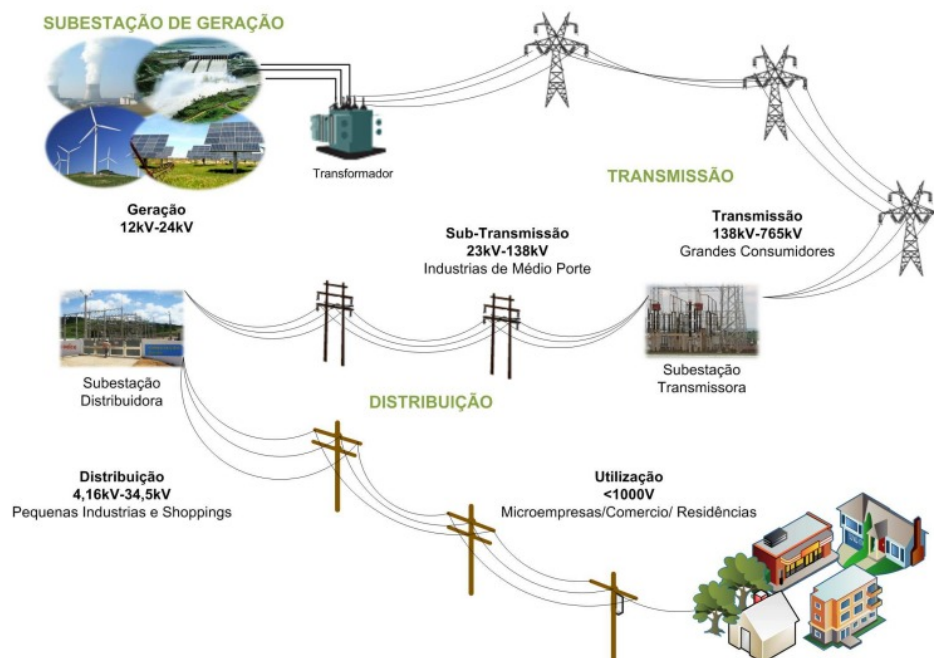 SUBESTAÇÃO DE GERAÇÃO
Transformador
TRANSMISSÃO
Geração
12kV-24kV
Sub-Transmissão
23kV-138kV
Industrias de Médio Porte
Transmissão
138kV-765kV
Grandes Consumidores
Subestação
Distribuidora
Subestação
Transmissora
DISTRIBUIÇÃO
Distribuição
4,16kV-34,5kV
Pequenas Industrias e Shoppings
Utilização
<1000V
Microempresas/Comercio/ Residências